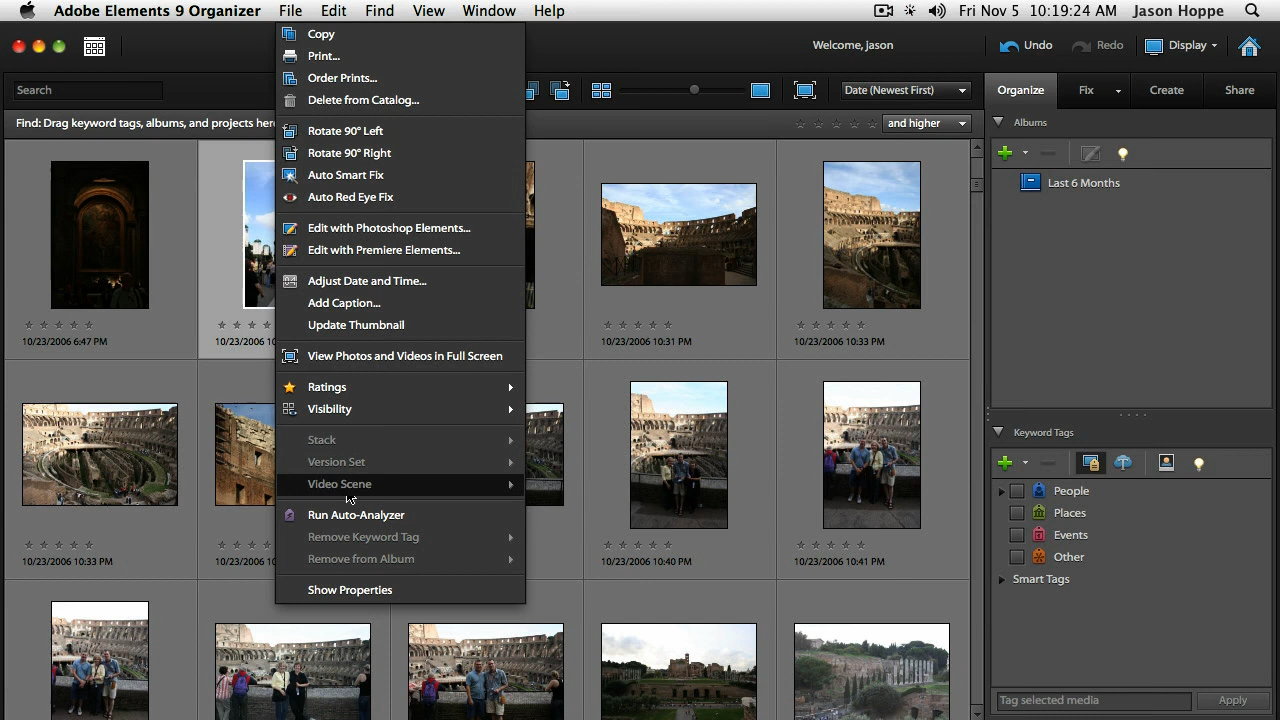 Adobe Elements 9 Organizer File Edit Find View Window Help Fri Nov 5 10:19:24 AM Jason Hoppe
Welcome, Jason Undo Redo Display
Search Date (Newest First) Organize Fix Create Share
Find: Drag keyword tags, albums, and projects here and higher
Albums
Last 6 Months
Copy
Print...
Order Prints...
Delete from Catalog...
Rotate 90° Left
Rotate 90° Right
Auto Smart Fix
Auto Red Eye Fix
Edit with Photoshop Elements...
Edit with Premiere Elements...
Adjust Date and Time...
Add Caption...
Update Thumbnail
View Photos and Videos in Full Screen
Ratings
Visibility
Stack
Version Set
Video Scene
Run Auto-Analyzer
Remove Keyword Tag
Remove from Album
Show Properties
10/23/2006 6:47 PM
10/23/2006 10:31 PM
10/23/2006 10:33 PM
10/23/2006 10:33 PM
10/23/2006 10:40 PM
10/23/2006 10:41 PM
Keyword Tags
People
Places
Events
Other
Smart Tags
Tag selected media Apply